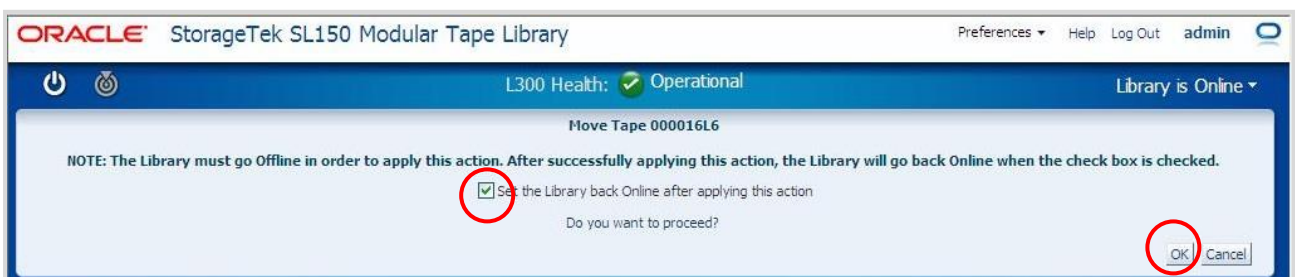 ORACLE StorageTek SL150 Modular Tape Library Preferences Help Log Out admin
L300 Health: Operational Library is Online
Move Tape 000016L6
NOTE: The Library must go Offline in order to apply this action. After successfully applying this action, the Library will go back Online when the check box is checked.
Set the Library back Online after applying this action
Do you want to proceed?
OK Cancel